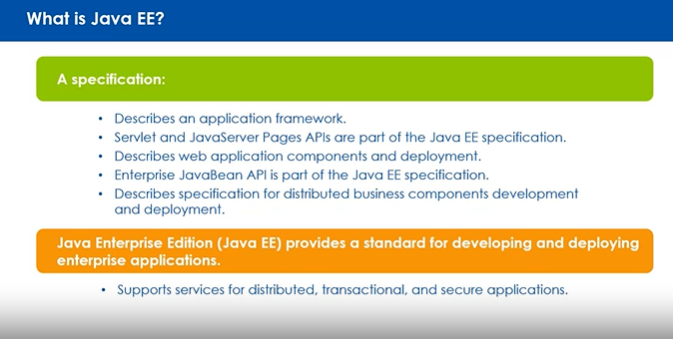 What is Java EE?
A specification:
• Describes an application framework.
• Servlet and JavaServer Pages APIs are part of the Java EE specification.
• Describes web application components and deployment.
• Enterprise JavaBean API is part of the Java EE specification.
• Describes specification for distributed business components development
and deployment.
Java Enterprise Edition (Java EE) provides a standard for developing and deploying
enterprise applications.
• Supports services for distributed, transactional, and secure applications.